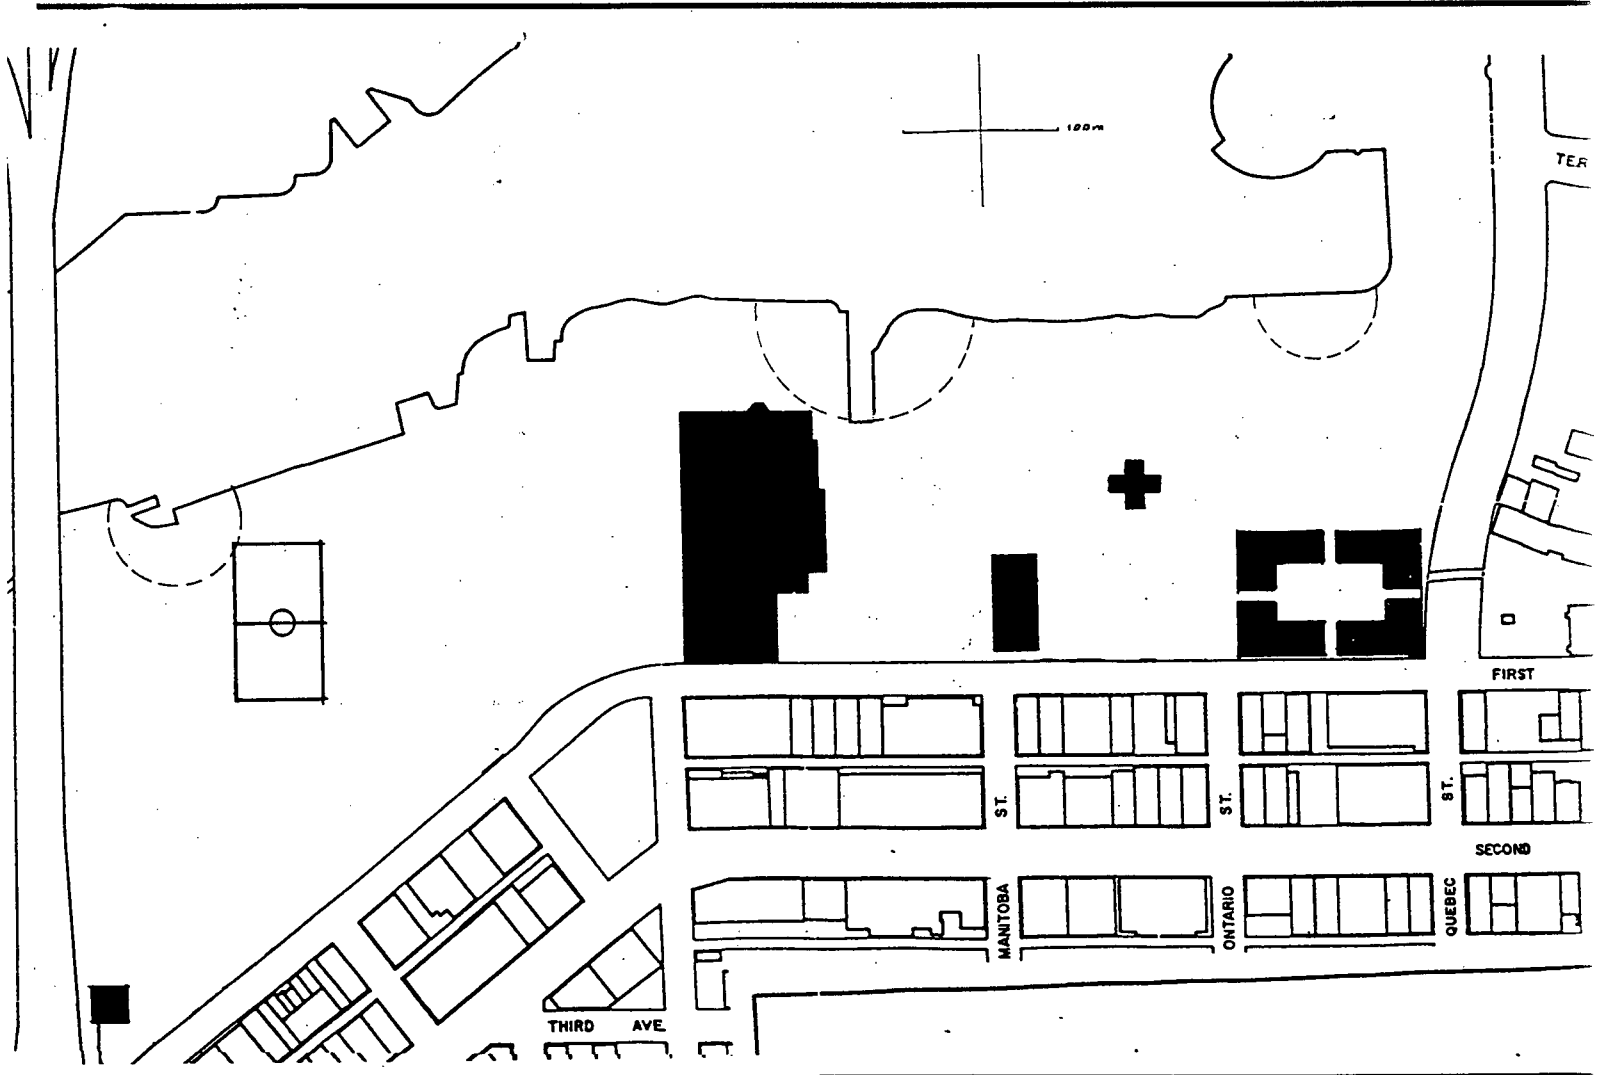 100m
TER
FIRST
ST.
ST.
ST.
SECOND
MANITOBA
ONTARIO
QUEBEC
THIRD AVE.